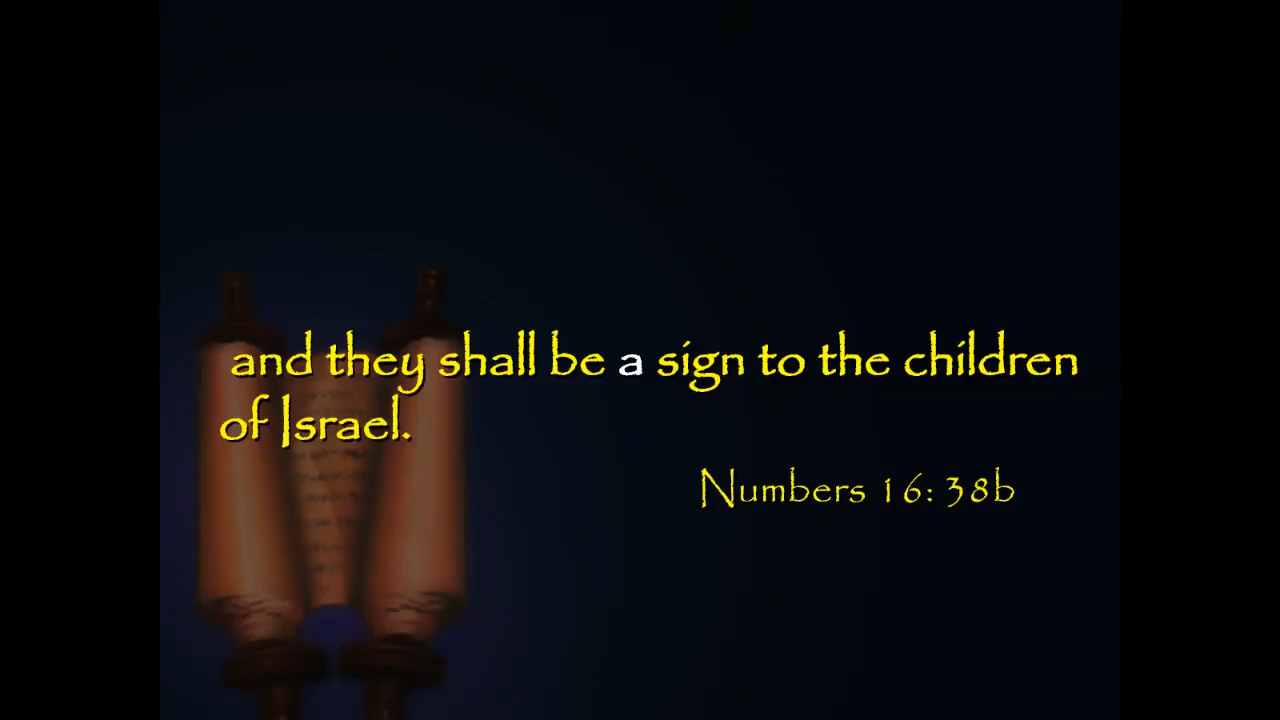 and they shall be a sign to the children
of Israel.
Numbers 16: 38b